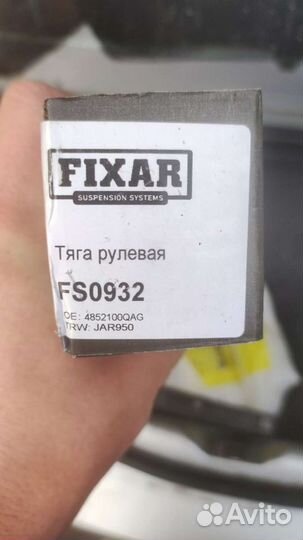 FIXAR
SUSPENSION SYSTEMS
Тяга рулевая
FS0932
OE: 4852100QAG
TRW: JAR950
Avito